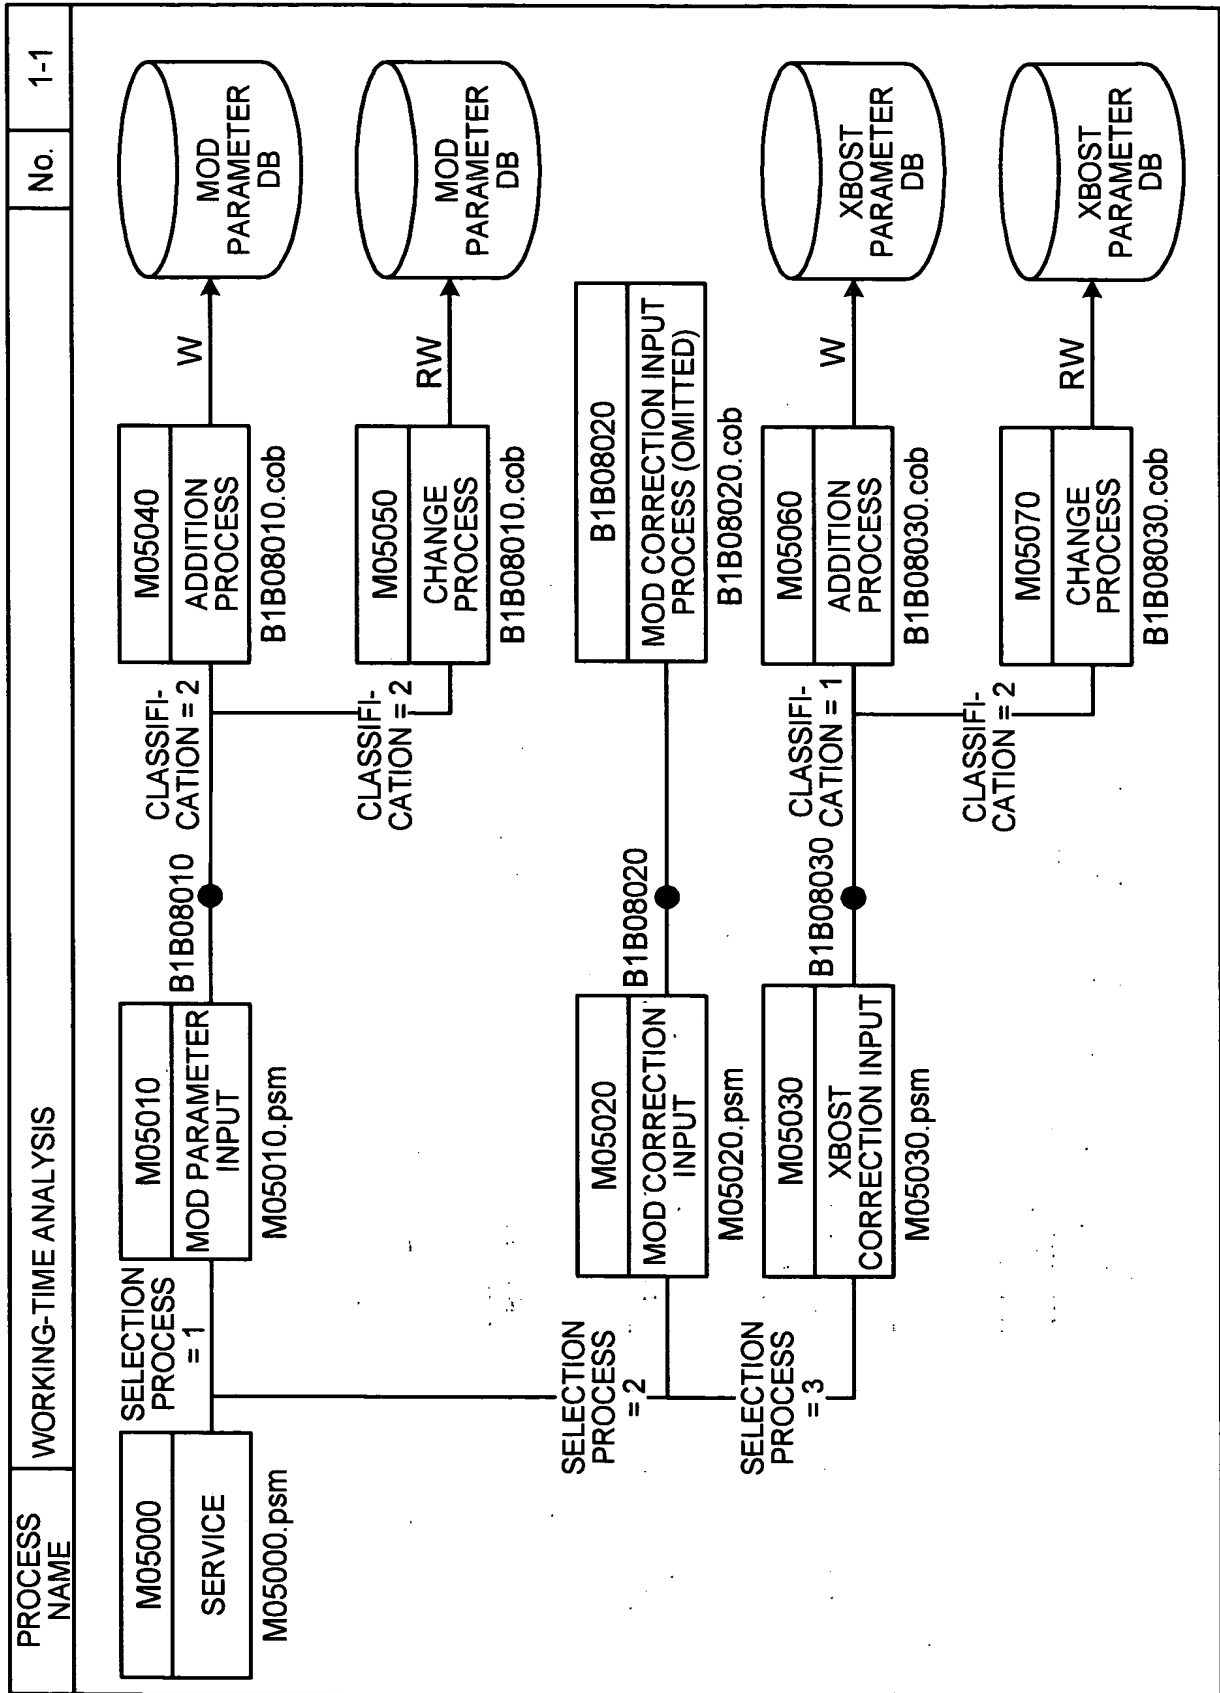 PROCESS
NAME
WORKING-TIME ANALYSIS
No.
1-1
M05000
SERVICE
M05000.psm
SELECTION
PROCESS
= 1
M05010
MOD PARAMETER
INPUT
M05010.psm
B1B08010
CLASSIFI-
CATION = 2
M05040
ADDITION
PROCESS
B1B08010.cob
W
MOD
PARAMETER
DB
CLASSIFI-
CATION = 2
M05050
CHANGE
PROCESS
B1B08010.cob
RW
MOD
PARAMETER
DB
SELECTION
PROCESS
= 2
M05020
MOD CORRECTION
INPUT
M05020.psm
B1B08020
B1B08020
MOD CORRECTION INPUT
PROCESS (OMITTED)
B1B08020.cob
SELECTION
PROCESS
= 3
M05030
XBOST
CORRECTION INPUT
M05030.psm
B1B08030
CLASSIFI-
CATION = 1
M05060
ADDITION
PROCESS
B1B08030.cob
W
XBOST
PARAMETER
DB
CLASSIFI-
CATION = 2
M05070
CHANGE
PROCESS
B1B08030.cob
RW
XBOST
PARAMETER
DB